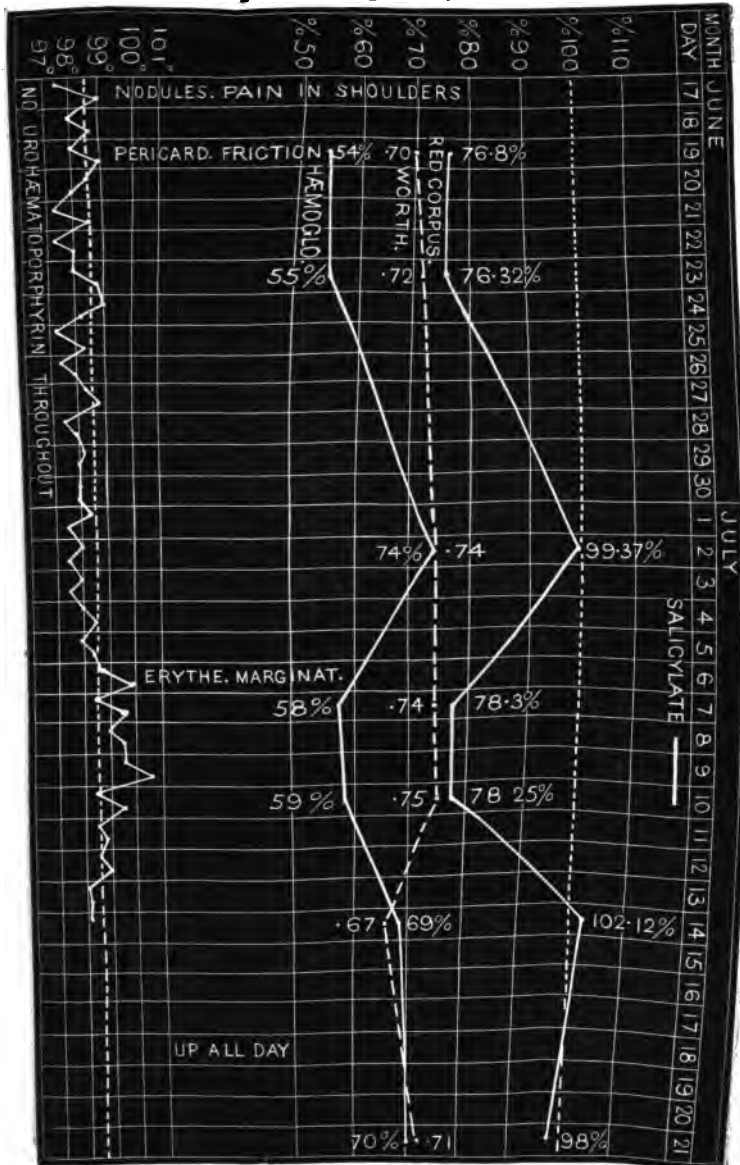 MONTH JUNE JULY
DAY 17 18 19 20 21 22 23 24 25 26 27 28 29 30 1 2 3 4 5 6 7 8 9 10 11 12 13 14 15 16 17 18 19 20 21
%110
%100
%90
%80
%70
%60
%50
101°
100°
99°
98°
97°
NODULES. PAIN IN SHOULDERS
PERICARD. FRICTION 54% ·70 76·8%
HÆMOGLO.
WORTH.
RED CORPUS.
55% ·72 76·32%
74% ·74 99·37%
SALICYLATE
ERYTHE. MARGINAT.
58% ·74 78·3%
59% ·75 78 25%
·67 69% 102·12%
UP ALL DAY
70% ·71 98%
NO UROHÆMATOPORPHYRIN THROUGHOUT